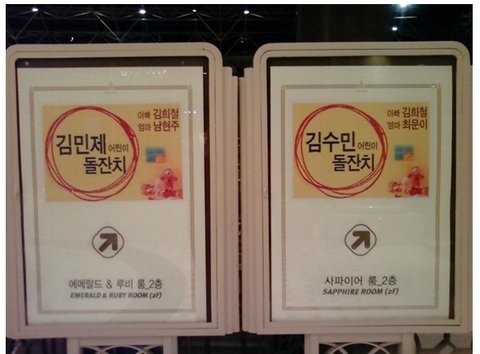 아빠 김희철
엄마 남현주
김민제 어린이
돌잔치
에메랄드 & 루비 룸_2층
EMERALD & RUBY ROOM (2F)
아빠 김희철
엄마 최문이
김수민 어린이
돌잔치
사파이어 룸_2층
SAPPHIRE ROOM (2F)